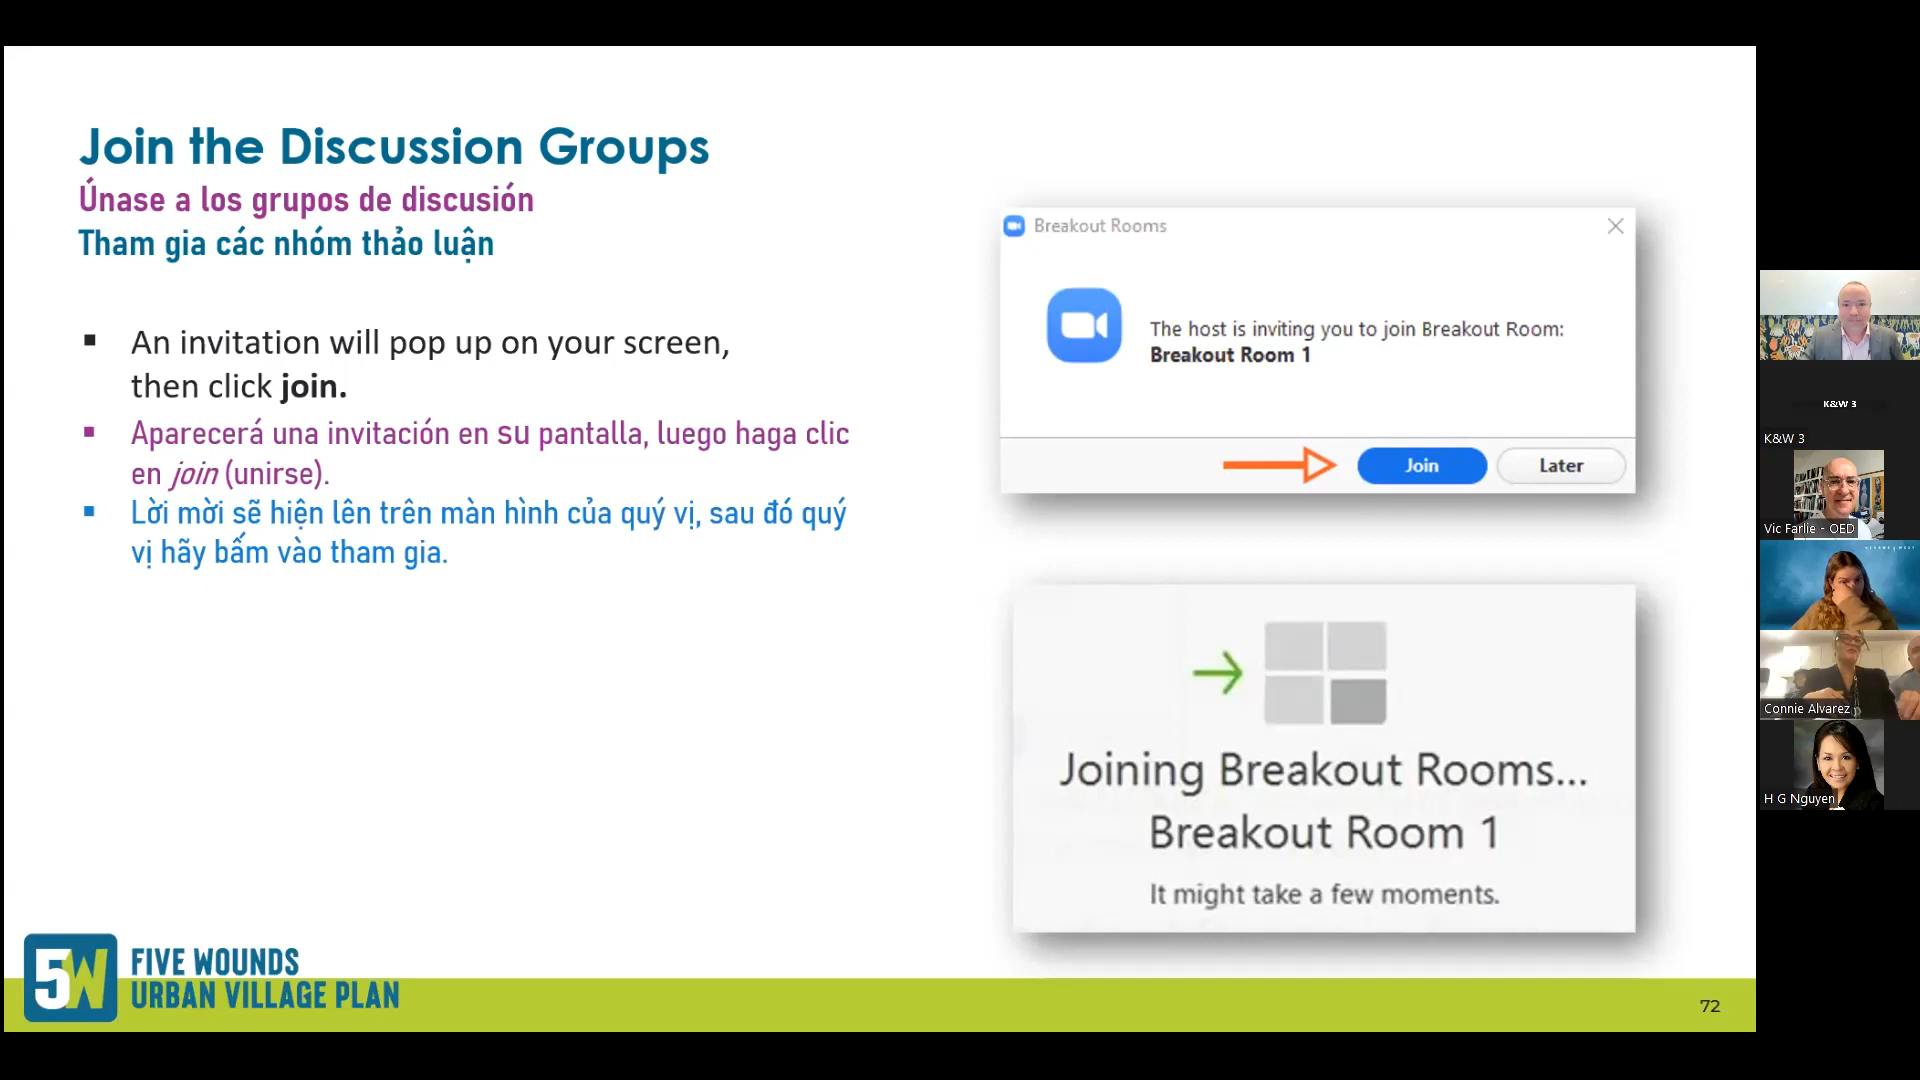 Join the Discussion Groups
Únase a los grupos de discusión
Tham gia các nhóm thảo luận
An invitation will pop up on your screen,
then click join.
Aparecerá una invitación en su pantalla, luego haga clic
en join (unirse).
Lời mời sẽ hiện lên trên màn hình của quý vị, sau đó quý
vị hãy bấm vào tham gia.
Breakout Rooms
The host is inviting you to join Breakout Room:
Breakout Room 1
Join
Later
Joining Breakout Rooms...
Breakout Room 1
It might take a few moments.
5W
FIVE WOUNDS
URBAN VILLAGE PLAN
72
K&W 3
K&W 3
Vic Farlie - OED
Connie Alvarez
H G Nguyen